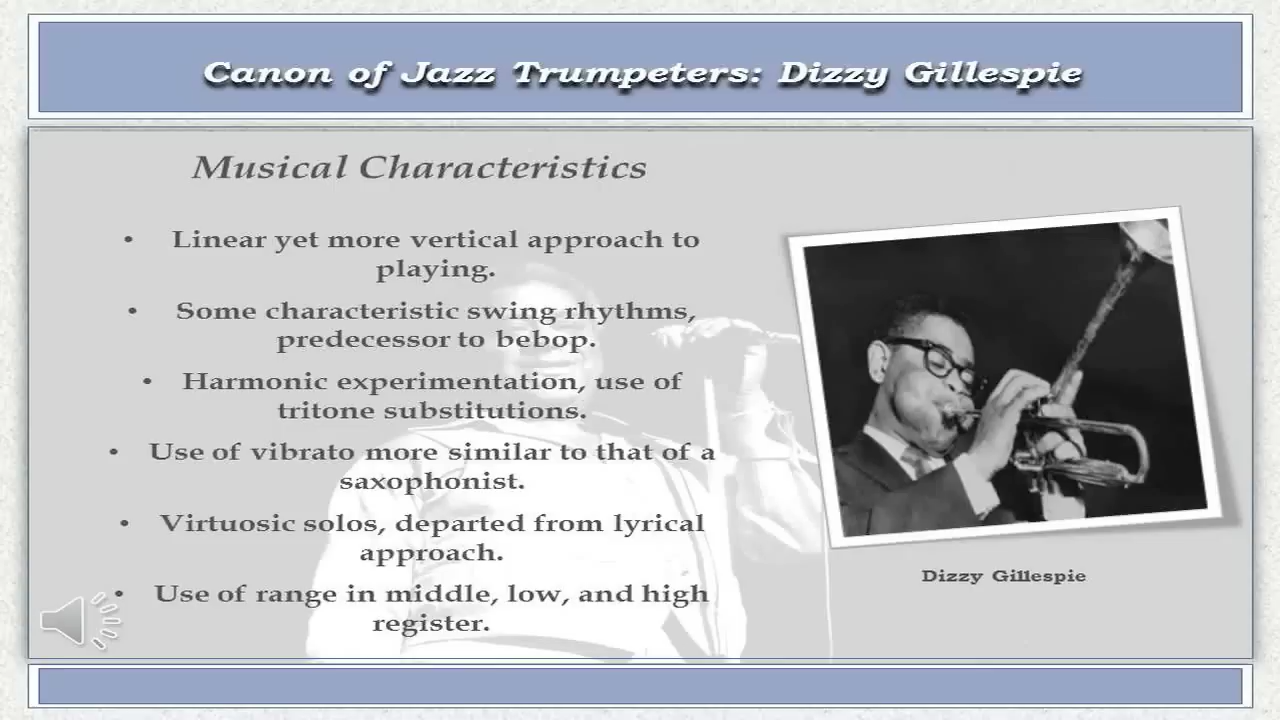 Canon of Jazz Trumpeters: Dizzy Gillespie
Musical Characteristics
• Linear yet more vertical approach to
playing.
• Some characteristic swing rhythms,
predecessor to bebop.
• Harmonic experimentation, use of
tritone substitutions.
• Use of vibrato more similar to that of a
saxophonist.
• Virtuosic solos, departed from lyrical
approach.
• Use of range in middle, low, and high
register.
Dizzy Gillespie